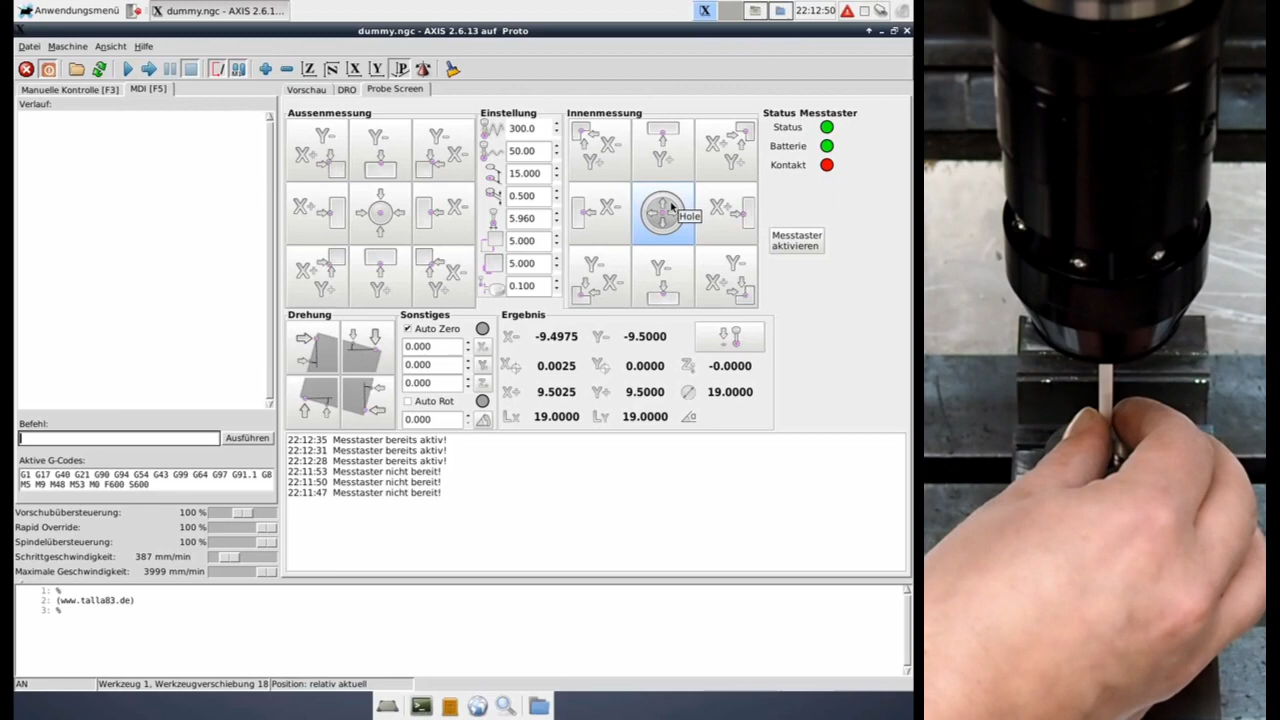 Anwendungsmenü
dummy.ngc - AXIS 2.6.1...
22:12:50
dummy.ngc - AXIS 2.6.13 auf Proto
Datei Maschine Ansicht Hilfe
Z N X Y P
Manuelle Kontrolle [F3] MDI [F5]
Vorschau DRO Probe Screen
Verlauf:
Befehl:
Ausführen
Aktive G-Codes:
G1 G17 G40 G21 G90 G94 G54 G43 G99 G64 G97 G91.1 G8
M5 M9 M48 M53 M0 F600 S600
Vorschubübersteuerung: 100 %
Rapid Override: 100 %
Spindelübersteuerung: 100 %
Schrittgeschwindigkeit: 387 mm/min
Maximale Geschwindigkeit: 3999 mm/min
Aussenmessung
Y- Y- Y-
X+ X-
X+ X-
X+ X-
Y+ Y+ Y+
Einstellung
300.0
50.00
15.000
0.500
5.960
5.000
5.000
0.100
Innenmessung
X- X+
Y+ Y+ Y+
X- X+
Hole
Y- Y- Y-
X- X+
Status Messtaster
Status
Batterie
Kontakt
Messtaster
aktivieren
Drehung
Sonstiges
Auto Zero
0.000 X
0.000 Y
0.000 Z
Auto Rot
0.000
Ergebnis
X- -9.4975 Y- -9.5000
X 0.0025 Y 0.0000 Z -0.0000
X+ 9.5025 Y+ 9.5000 19.0000
Lx 19.0000 Ly 19.0000 a
22:12:35 Messtaster bereits aktiv!
22:12:31 Messtaster bereits aktiv!
22:12:28 Messtaster bereits aktiv!
22:11:53 Messtaster nicht bereit!
22:11:50 Messtaster nicht bereit!
22:11:47 Messtaster nicht bereit!
1: %
2: (www.talla83.de)
3: %
AN
Werkzeug 1, Werkzeugverschiebung 18
Position: relativ aktuell